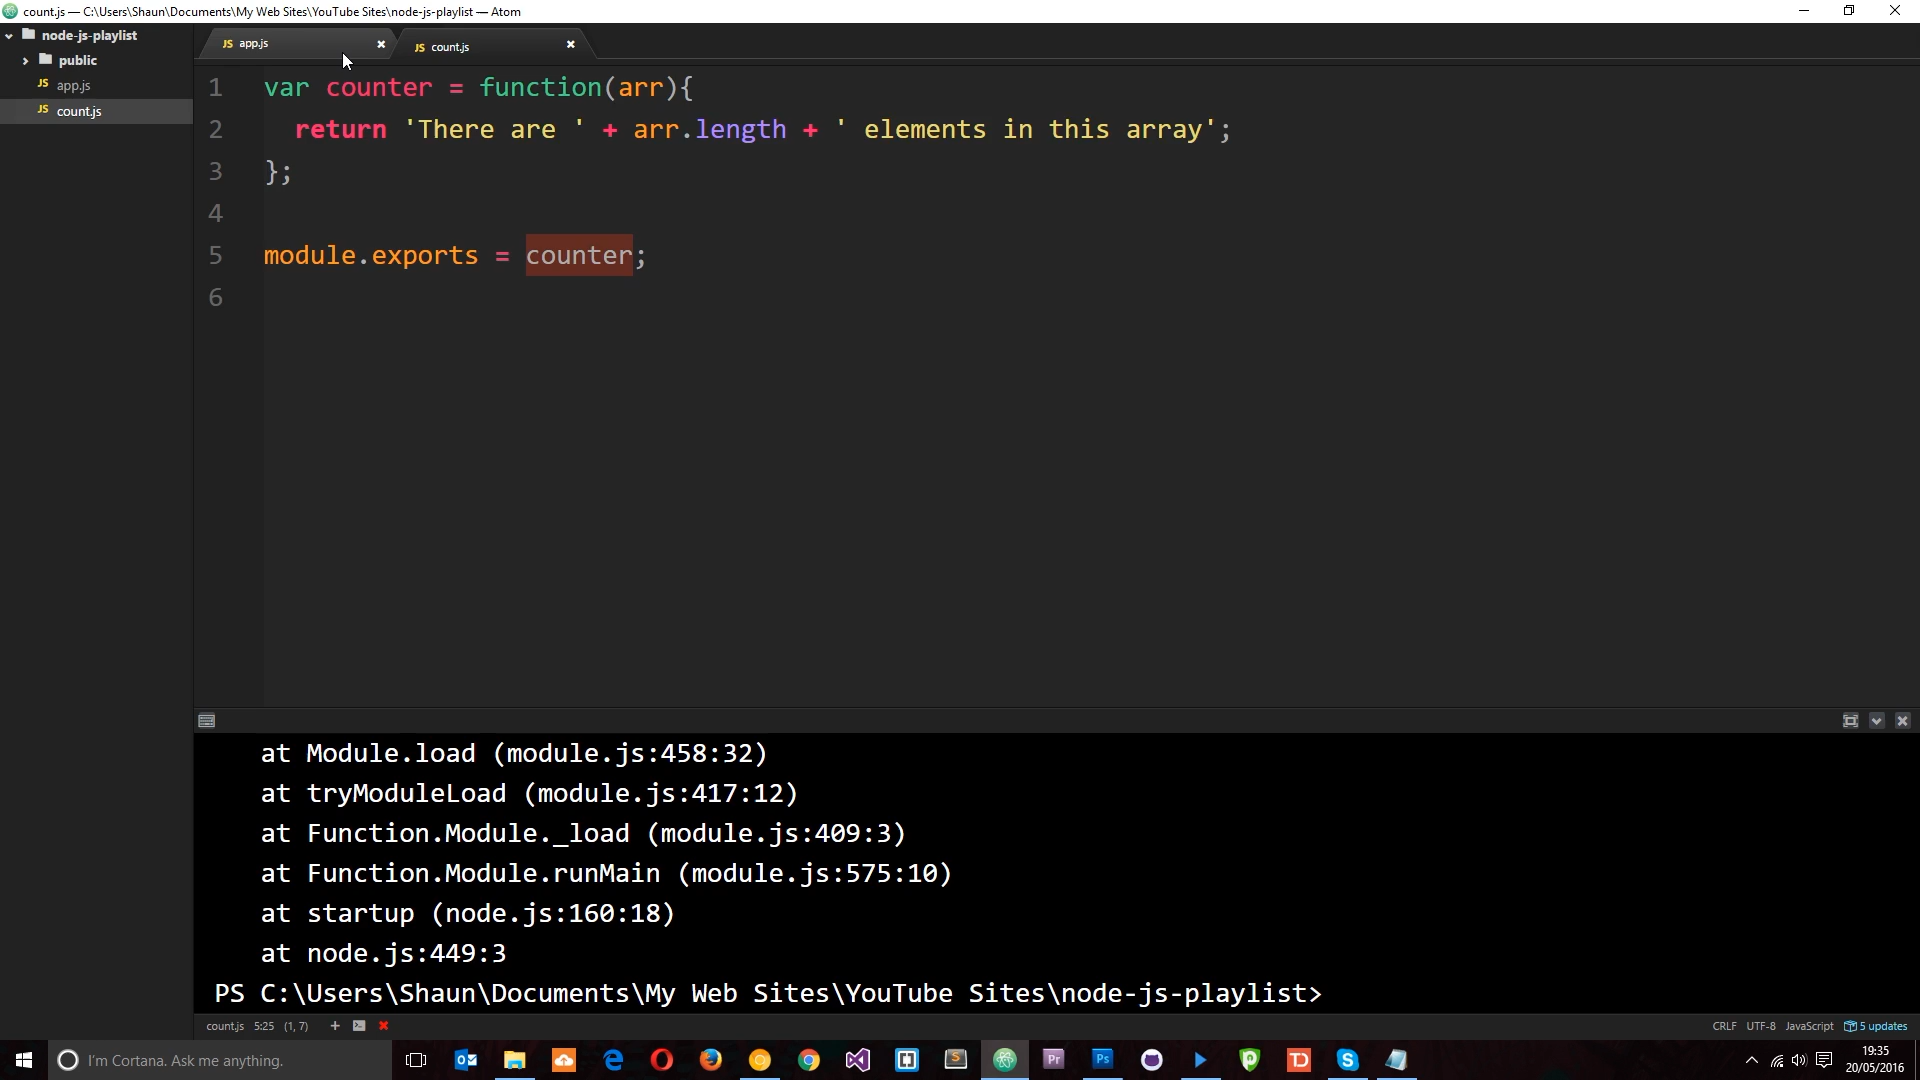 count.js — C:\Users\Shaun\Documents\My Web Sites\YouTube Sites\node-js-playlist — Atom
node-js-playlist
public
JS app.js
JS count.js
JS app.js
JS count.js
1 var counter = function(arr){
2 return 'There are ' + arr.length + ' elements in this array';
3 };
4
5 module.exports = counter;
6
at Module.load (module.js:458:32)
at tryModuleLoad (module.js:417:12)
at Function.Module._load (module.js:409:3)
at Function.Module.runMain (module.js:575:10)
at startup (node.js:160:18)
at node.js:449:3
PS C:\Users\Shaun\Documents\My Web Sites\YouTube Sites\node-js-playlist>
count.js 5:25 (1, 7)
CRLF UTF-8 JavaScript 5 updates
I'm Cortana. Ask me anything.
Pr
Ps
TD
19:35
20/05/2016